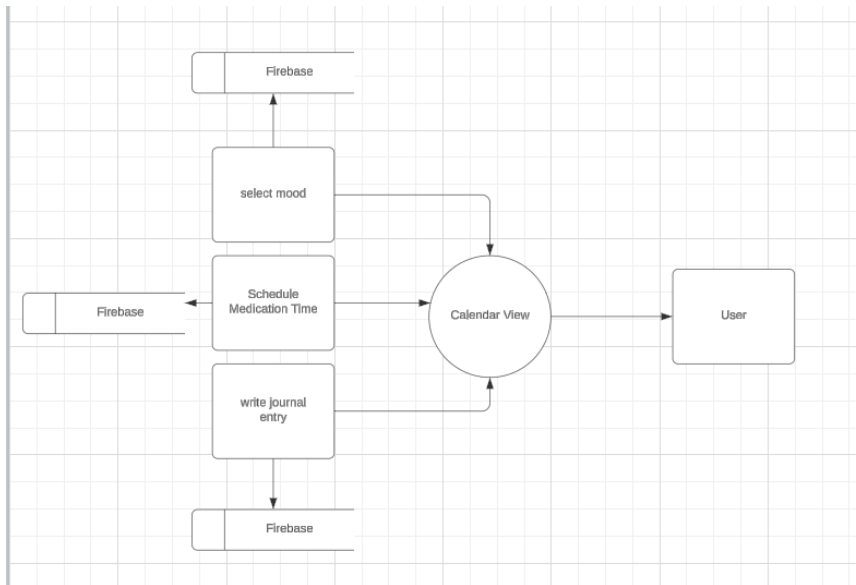 Firebase
select mood
Schedule
Medication Time
Firebase
Calendar View
User
write journal
entry
Firebase